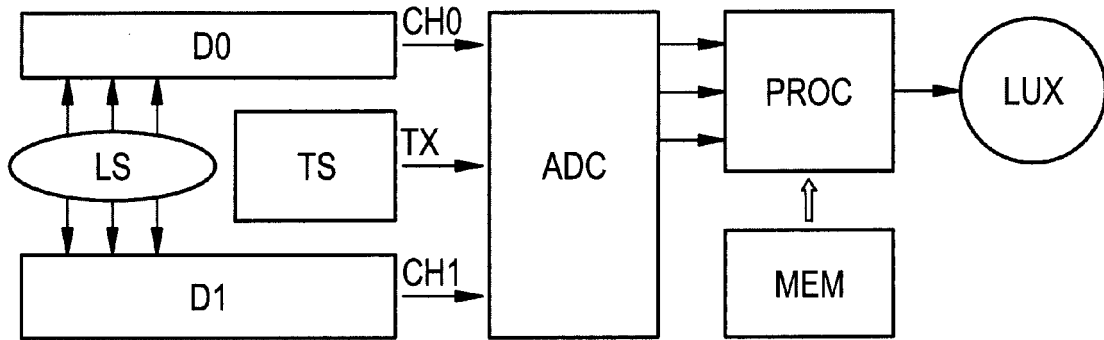 D0
CH0
LS
TS
TX
ADC
PROC
LUX
D1
CH1
MEM